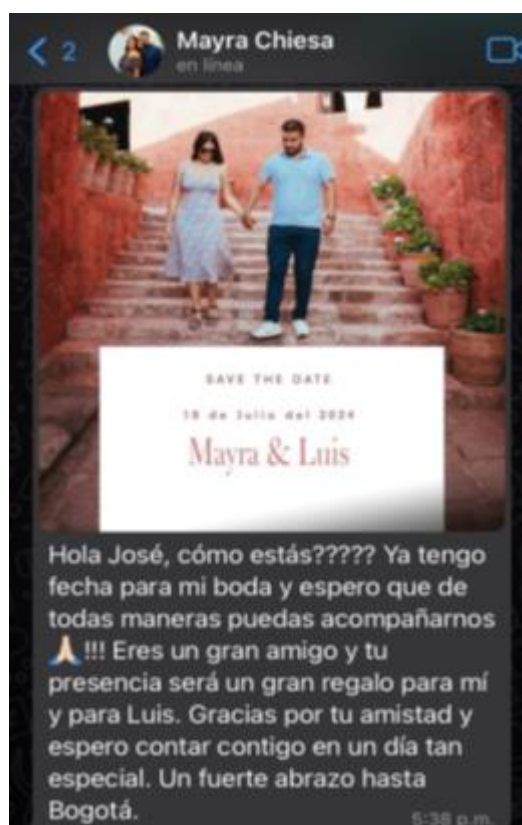 2
Mayra Chiesa
en línea
SAVE THE DATE
Mayra & Luis
Hola José, cómo estás????? Ya tengo
fecha para mi boda y espero que de
todas maneras puedas acompañarnos
🙏🏻 !!! Eres un gran amigo y tu
presencia será un gran regalo para mí
y para Luis. Gracias por tu amistad y
espero contar contigo en un día tan
especial. Un fuerte abrazo hasta
Bogotá.
5:38 p.m.